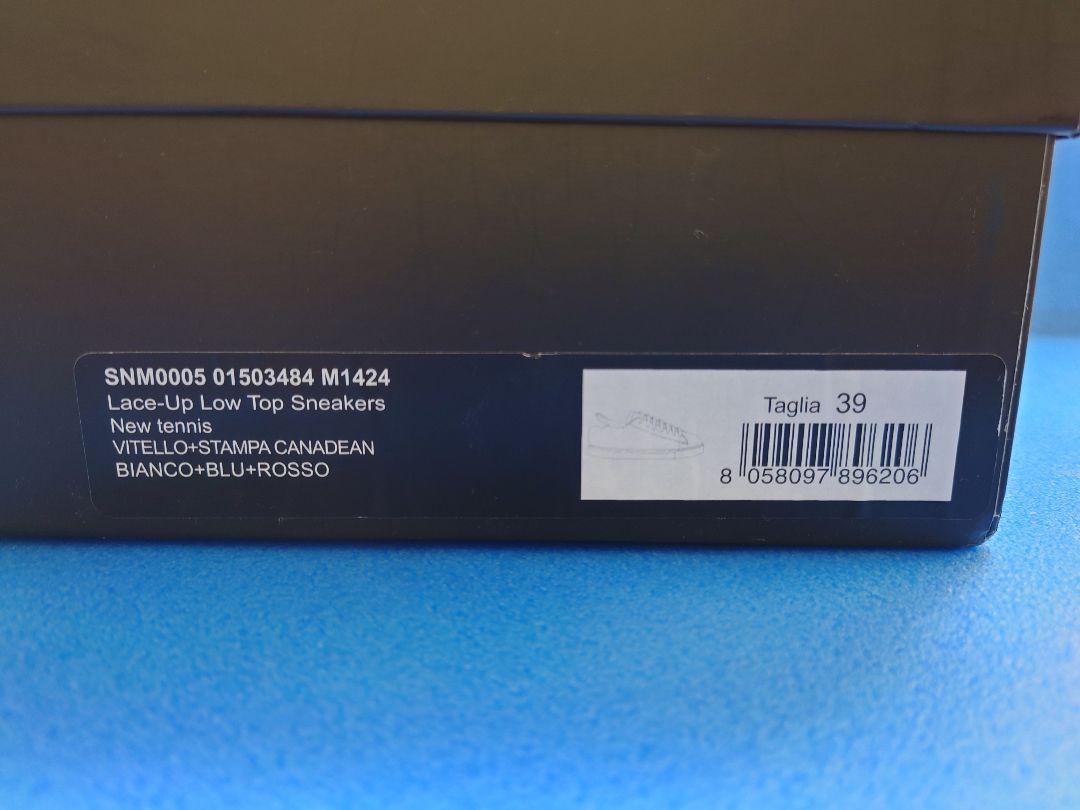 SNM0005 01503484 M1424
Lace-Up Low Top Sneakers
New tennis
VITELLO+STAMPA CANADEAN
BIANCO+BLU+ROSSO
Taglia 39
8 058097 896206